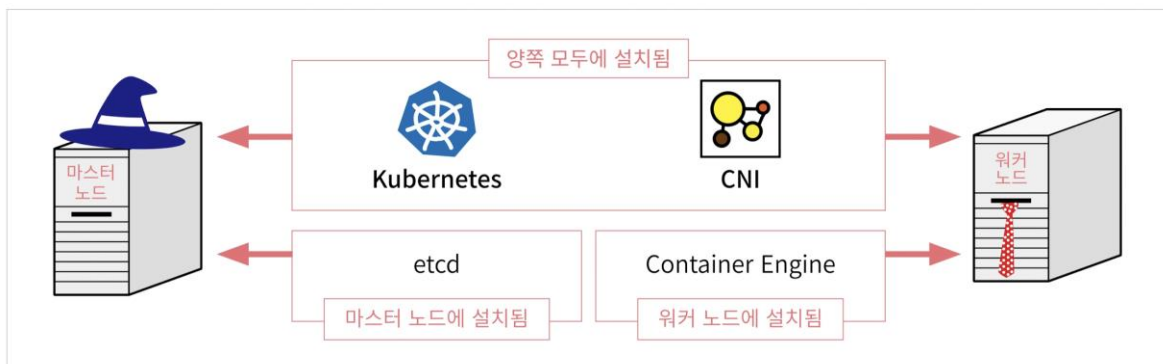 양쪽 모두에 설치됨
마스터
노드
Kubernetes
CNI
워커
노드
etcd
Container Engine
마스터 노드에 설치됨
워커 노드에 설치됨